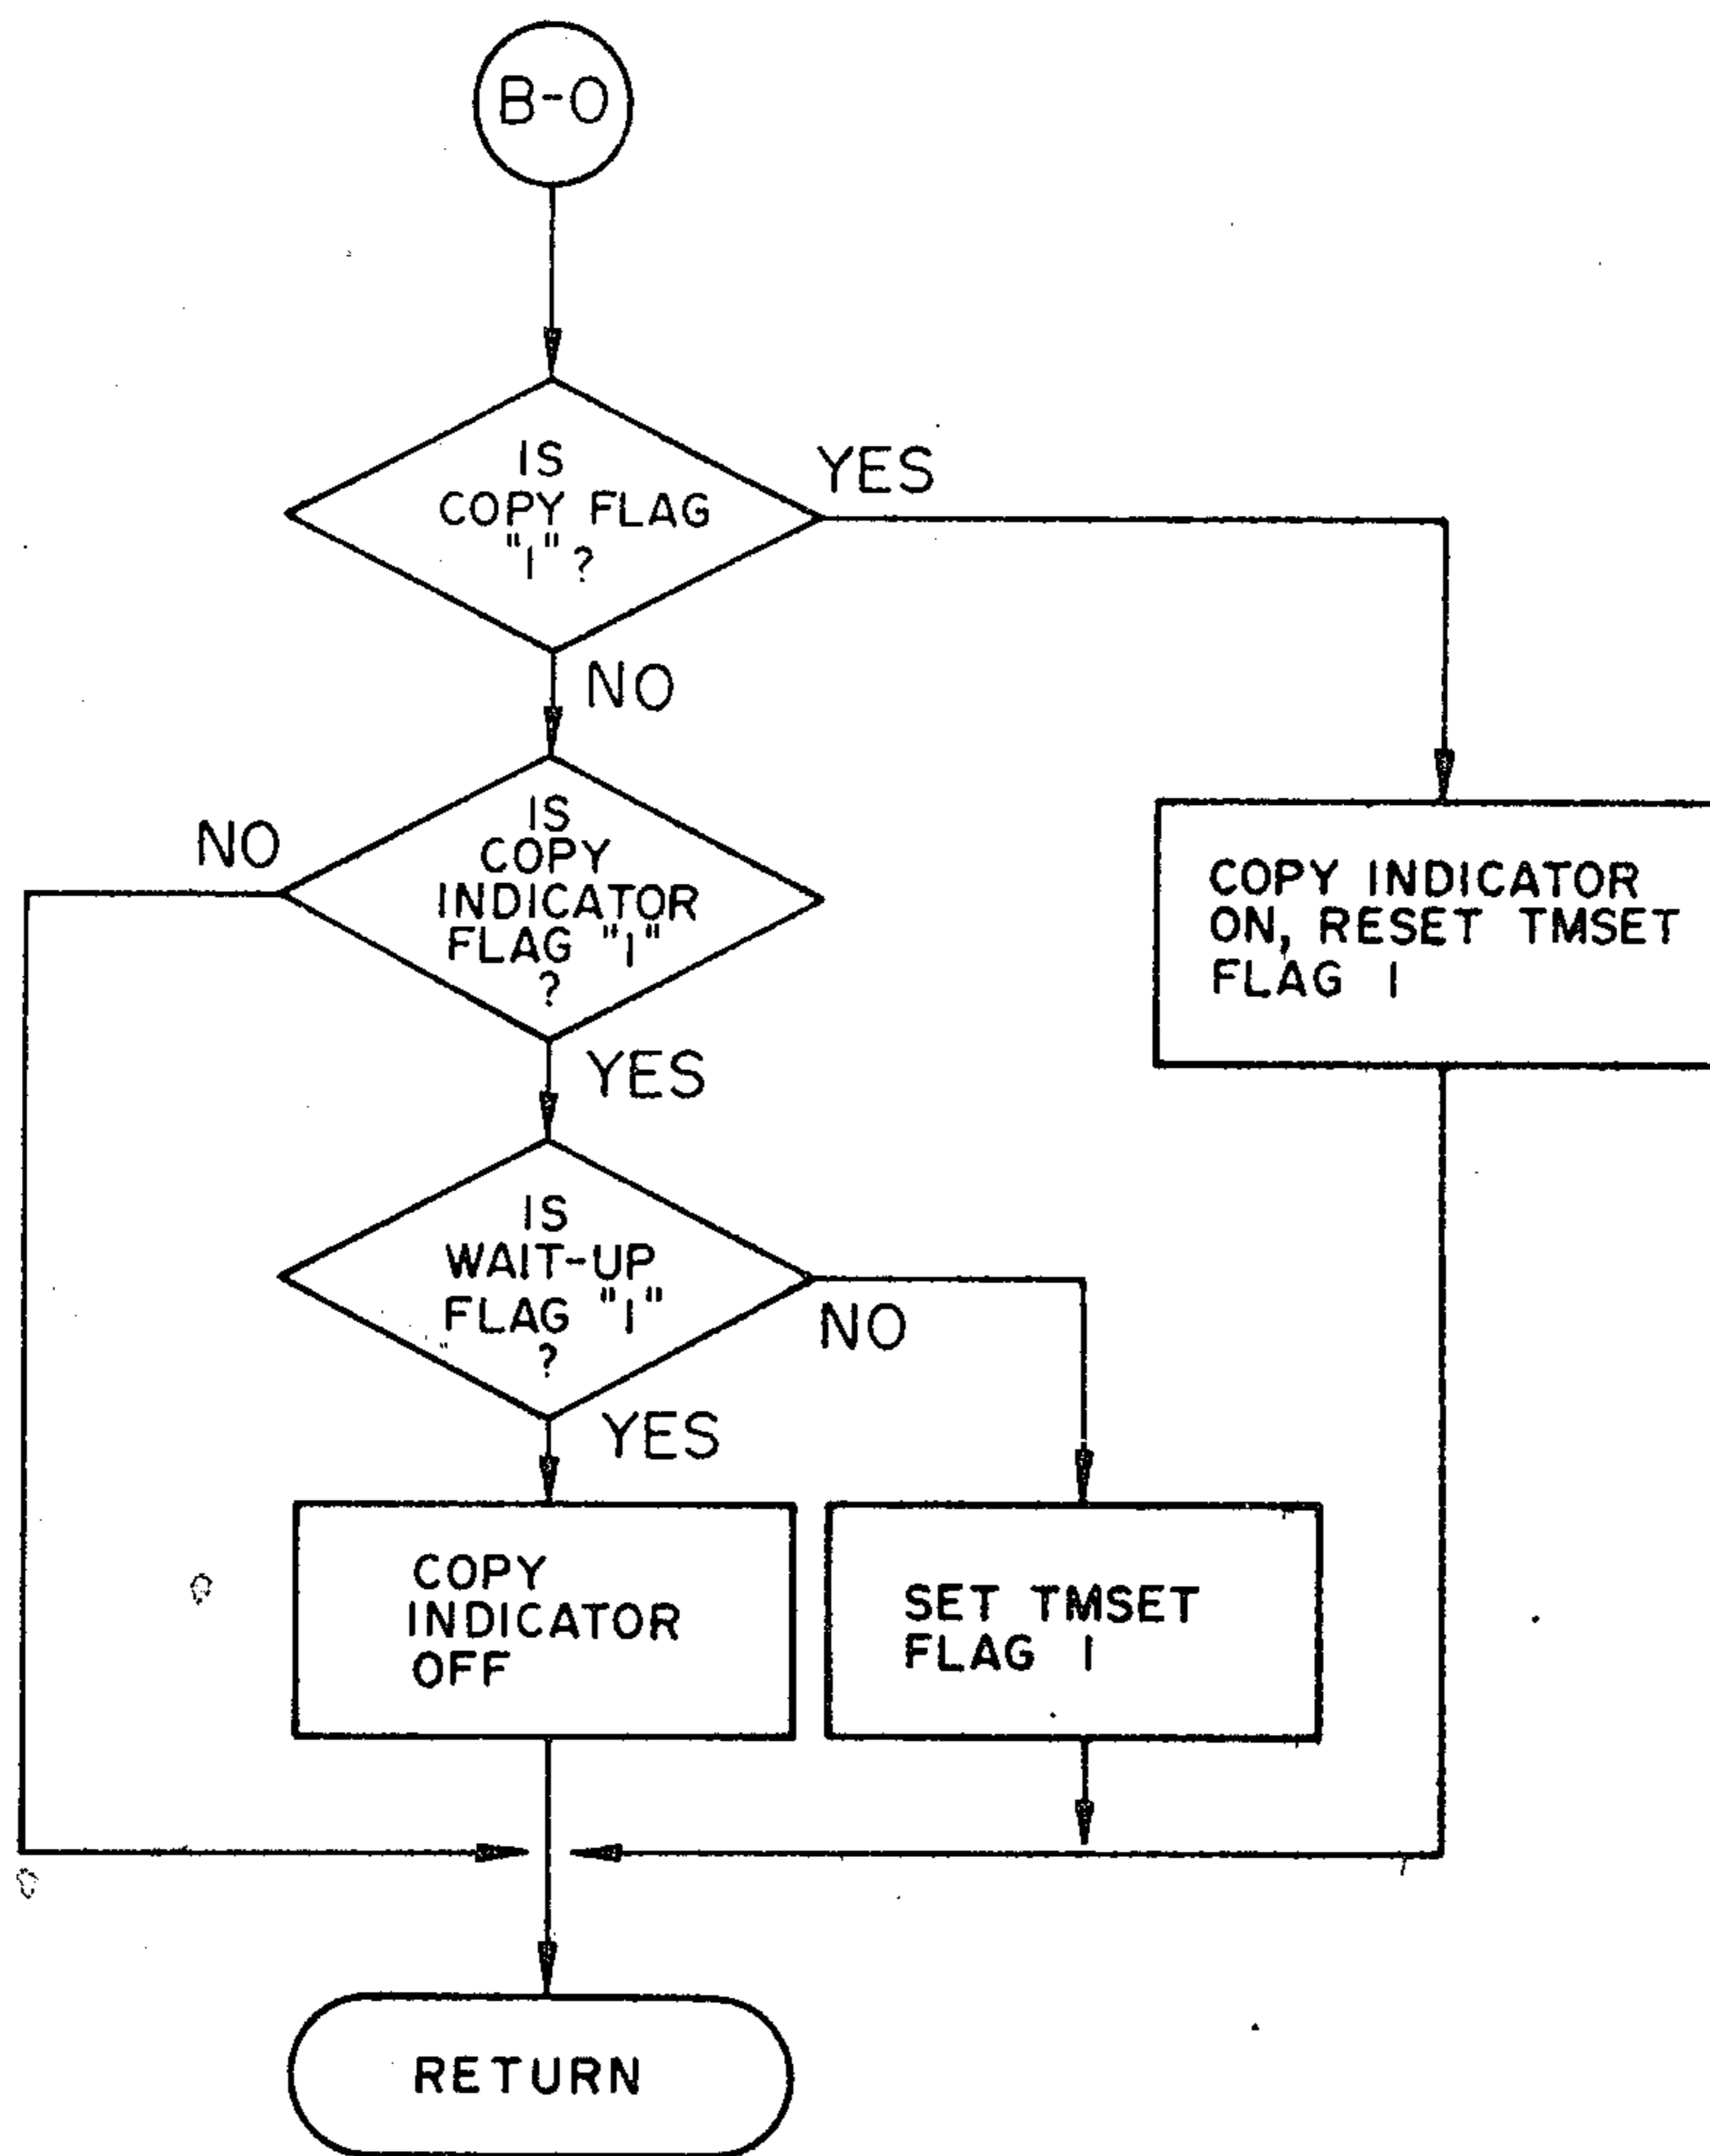 B-O
IS
COPY FLAG
"1"?
YES
NO
IS
COPY
INDICATOR
FLAG "1"
?
NO
YES
COPY INDICATOR
ON, RESET TMSET
FLAG 1
IS
WAIT-UP
FLAG "1"
?
NO
YES
COPY
INDICATOR
OFF
SET TMSET
FLAG 1
RETURN